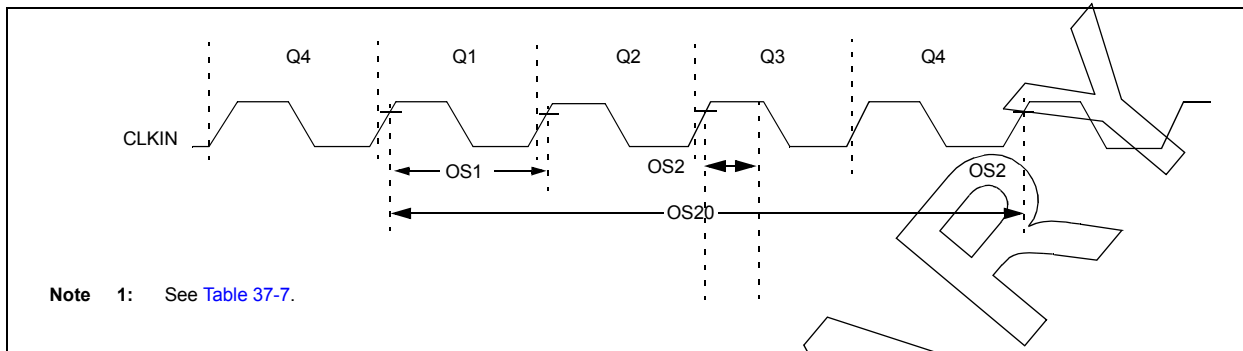 Q4 Q1 Q2 Q3 Q4
CLKIN
OS1 OS2 OS2
OS20
Note 1: See Table 37-7.